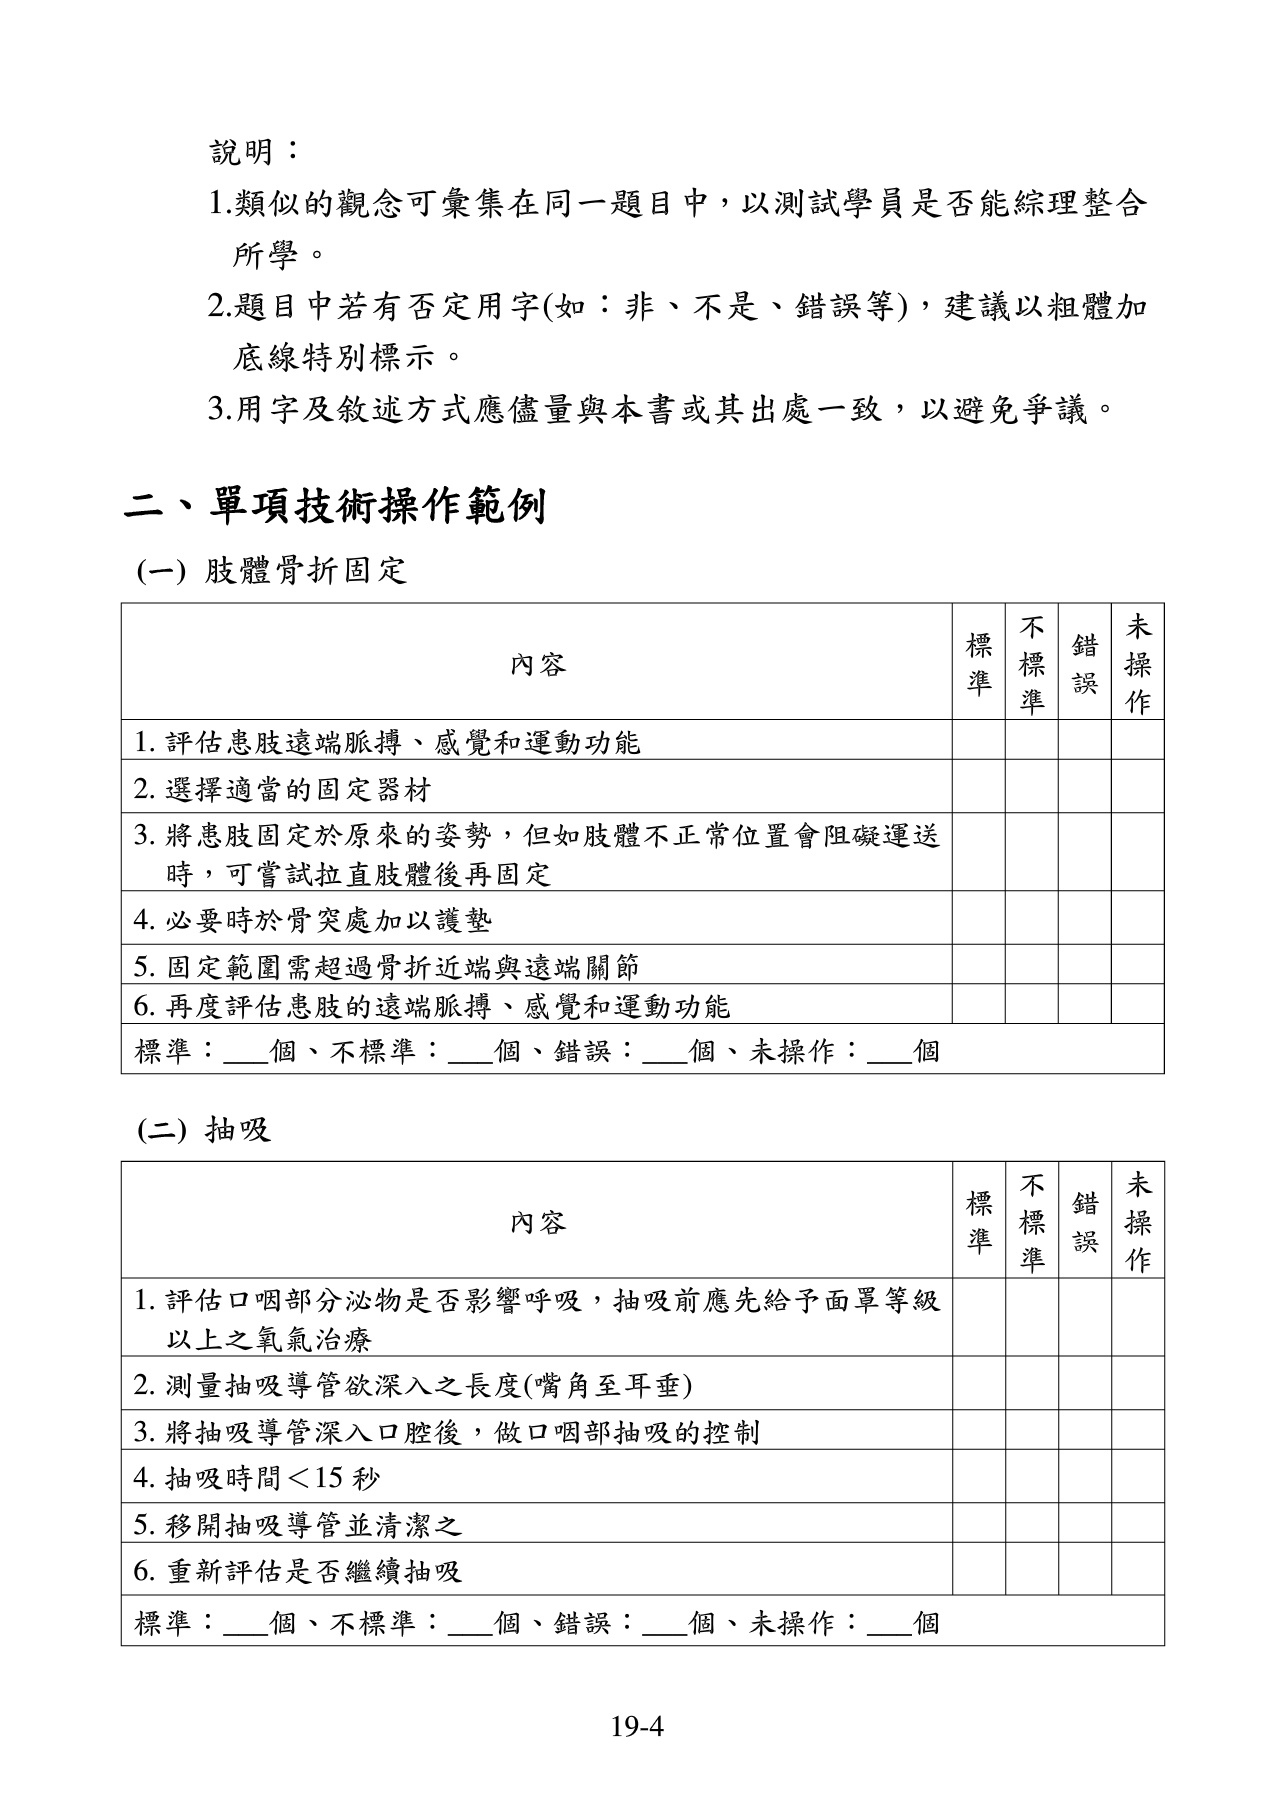 說明：
1.類似的觀念可彙集在同一題目中，以測試學員是否能綜理整合
所學。
2.題目中若有否定用字(如：非、不是、錯誤等)，建議以粗體加
底線特別標示。
3.用字及敘述方式應儘量與本書或其出處一致，以避免爭議。
二、單項技術操作範例
(一) 肢體骨折固定
內容 標準 不標準 錯誤 未操作
1. 評估患肢遠端脈搏、感覺和運動功能
2. 選擇適當的固定器材
3. 將患肢固定於原來的姿勢，但如肢體不正常位置會阻礙運送
時，可嘗試拉直肢體後再固定
4. 必要時於骨突處加以護墊
5. 固定範圍需超過骨折近端與遠端關節
6. 再度評估患肢的遠端脈搏、感覺和運動功能
標準：___個、不標準：___個、錯誤：___個、未操作：___個
(二) 抽吸
內容 標準 不標準 錯誤 未操作
1. 評估口咽部分泌物是否影響呼吸，抽吸前應先給予面罩等級
以上之氧氣治療
2. 測量抽吸導管欲深入之長度(嘴角至耳垂)
3. 將抽吸導管深入口腔後，做口咽部抽吸的控制
4. 抽吸時間＜15 秒
5. 移開抽吸導管並清潔之
6. 重新評估是否繼續抽吸
標準：___個、不標準：___個、錯誤：___個、未操作：___個
19-4